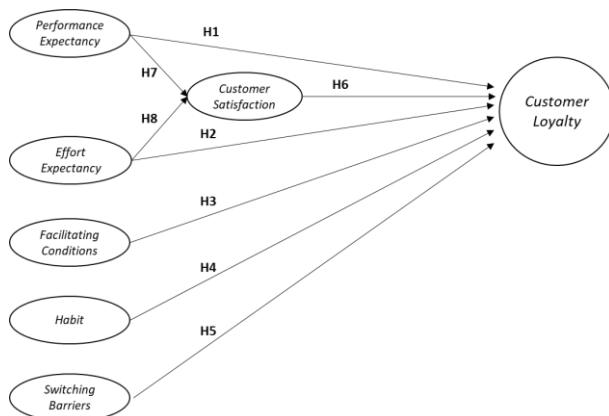 Performance
Expectancy
H1
H7
Customer
Satisfaction
H6
Customer
Loyalty
H8
H2
Effort
Expectancy
H3
Facilitating
Conditions
H4
Habit
H5
Switching
Barriers